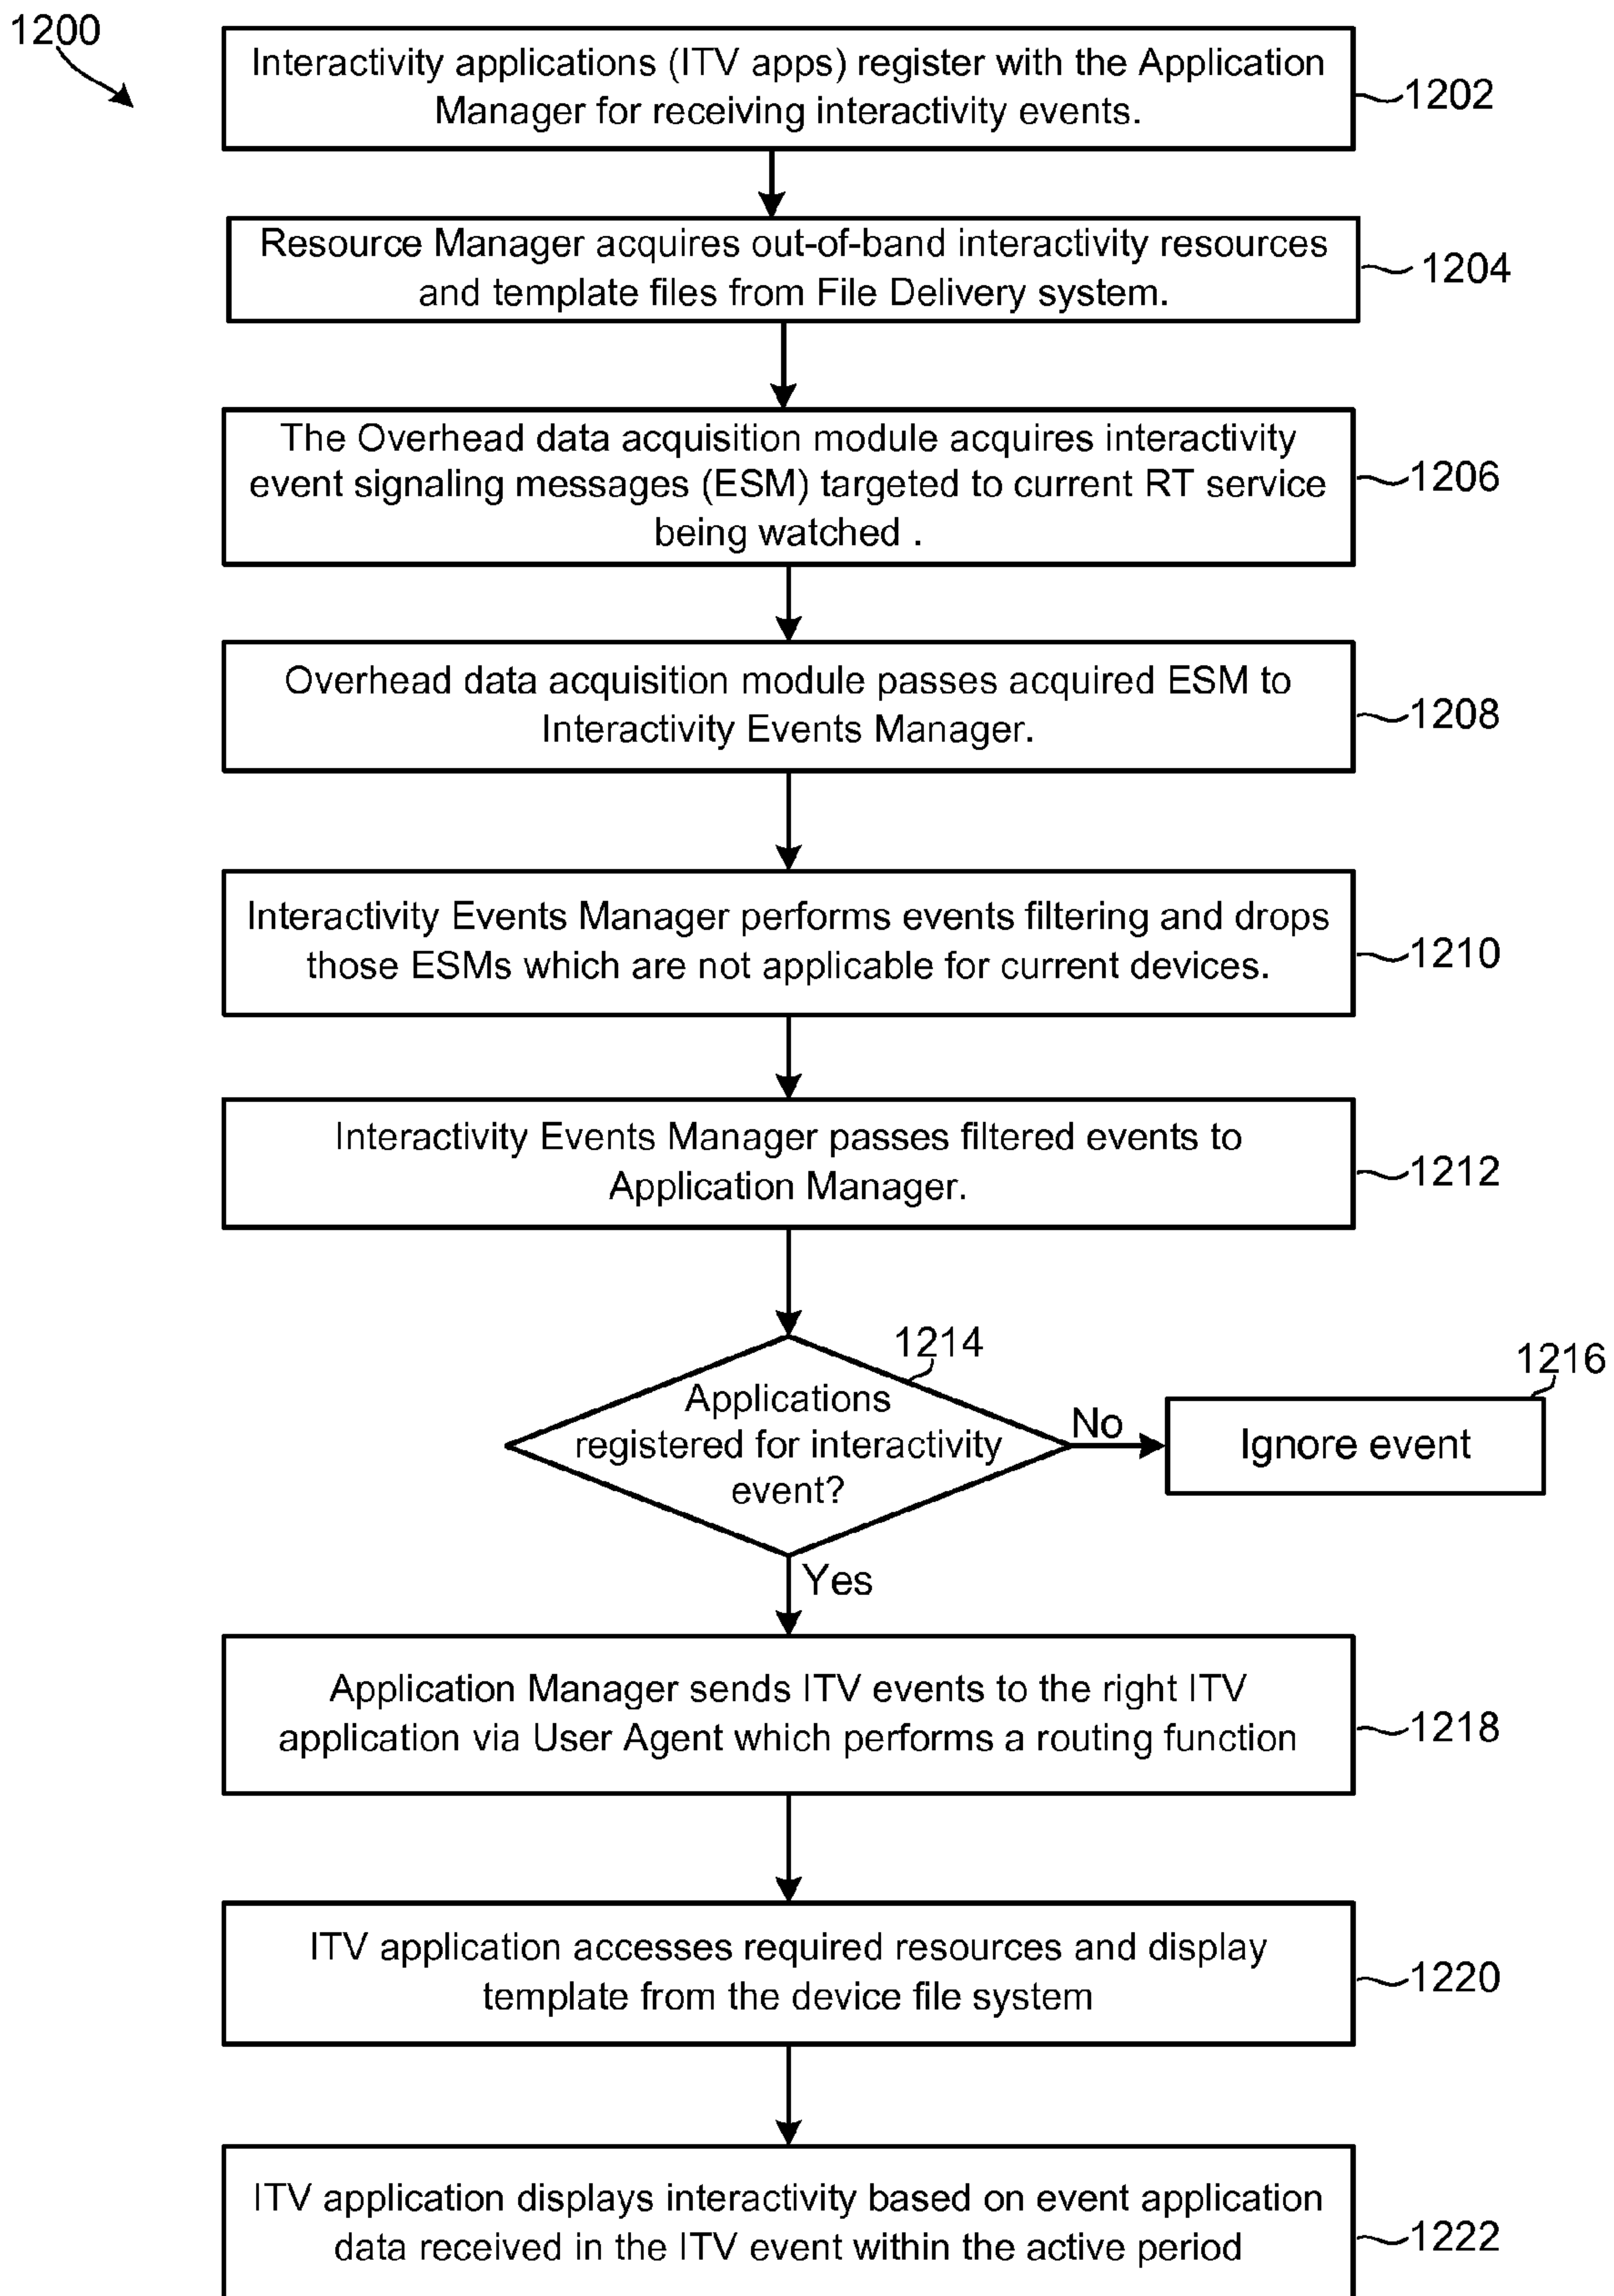 1200
Interactivity applications (ITV apps) register with the Application
Manager for receiving interactivity events.
1202
Resource Manager acquires out-of-band interactivity resources
and template files from File Delivery system.
1204
The Overhead data acquisition module acquires interactivity
event signaling messages (ESM) targeted to current RT service
being watched .
1206
Overhead data acquisition module passes acquired ESM to
Interactivity Events Manager.
1208
Interactivity Events Manager performs events filtering and drops
those ESMs which are not applicable for current devices.
1210
Interactivity Events Manager passes filtered events to
Application Manager.
1212
1214
Applications
registered for interactivity
event?
No
1216
Ignore event
Yes
Application Manager sends ITV events to the right ITV
application via User Agent which performs a routing function
1218
ITV application accesses required resources and display
template from the device file system
1220
ITV application displays interactivity based on event application
data received in the ITV event within the active period
1222